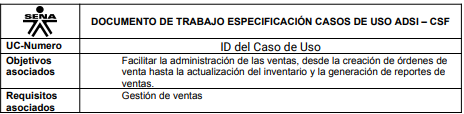 SENA
DOCUMENTO DE TRABAJO ESPECIFICACIÓN CASOS DE USO ADSI – CSF
UC-Numero
ID del Caso de Uso
Objetivos asociados
Facilitar la administración de las ventas, desde la creación de órdenes de
venta hasta la actualización del inventario y la generación de reportes de
ventas.
Requisitos asociados
Gestión de ventas